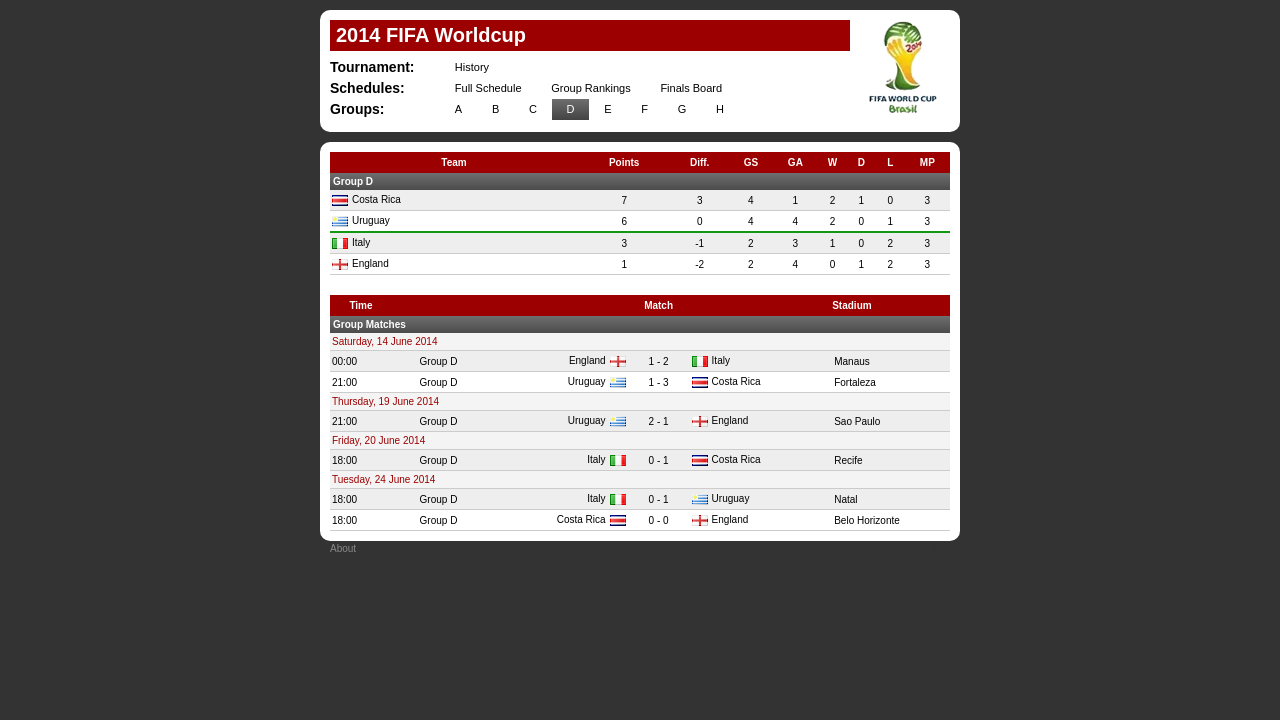 2014 FIFA Worldcup
2014
FIFA WORLD CUP
Brasil
Tournament: History
Schedules: Full Schedule Group Rankings Finals Board
Groups: A B C D E F G H
Team Points Diff. GS GA W D L MP
Group D
Costa Rica 7 3 4 1 2 1 0 3
Uruguay 6 0 4 4 2 0 1 3
Italy 3 -1 2 3 1 0 2 3
England 1 -2 2 4 0 1 2 3
Time Match Stadium
Group Matches
Saturday, 14 June 2014
00:00 Group D England 1 - 2 Italy Manaus
21:00 Group D Uruguay 1 - 3 Costa Rica Fortaleza
Thursday, 19 June 2014
21:00 Group D Uruguay 2 - 1 England Sao Paulo
Friday, 20 June 2014
18:00 Group D Italy 0 - 1 Costa Rica Recife
Tuesday, 24 June 2014
18:00 Group D Italy 0 - 1 Uruguay Natal
18:00 Group D Costa Rica 0 - 0 England Belo Horizonte
About